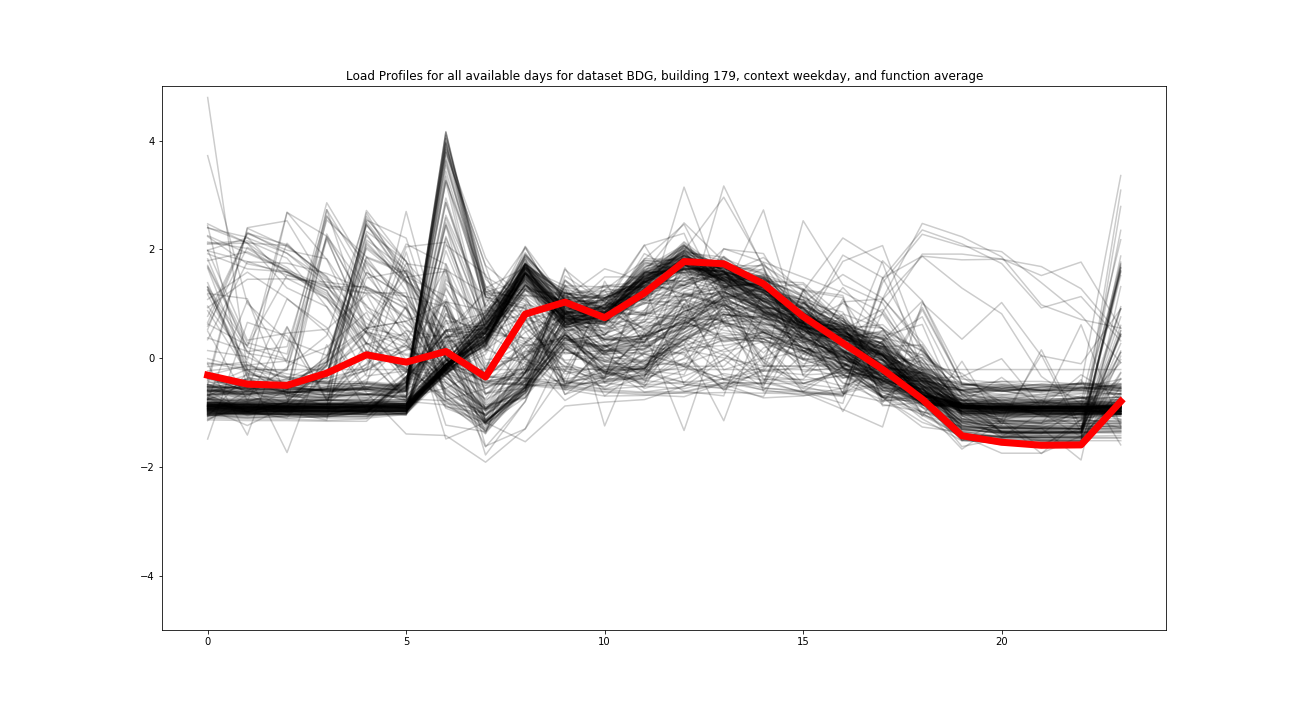 Load Profiles for all available days for dataset BDG, building 179, context weekday, and function average
4
2
0
−2
−4
0 5 10 15 20